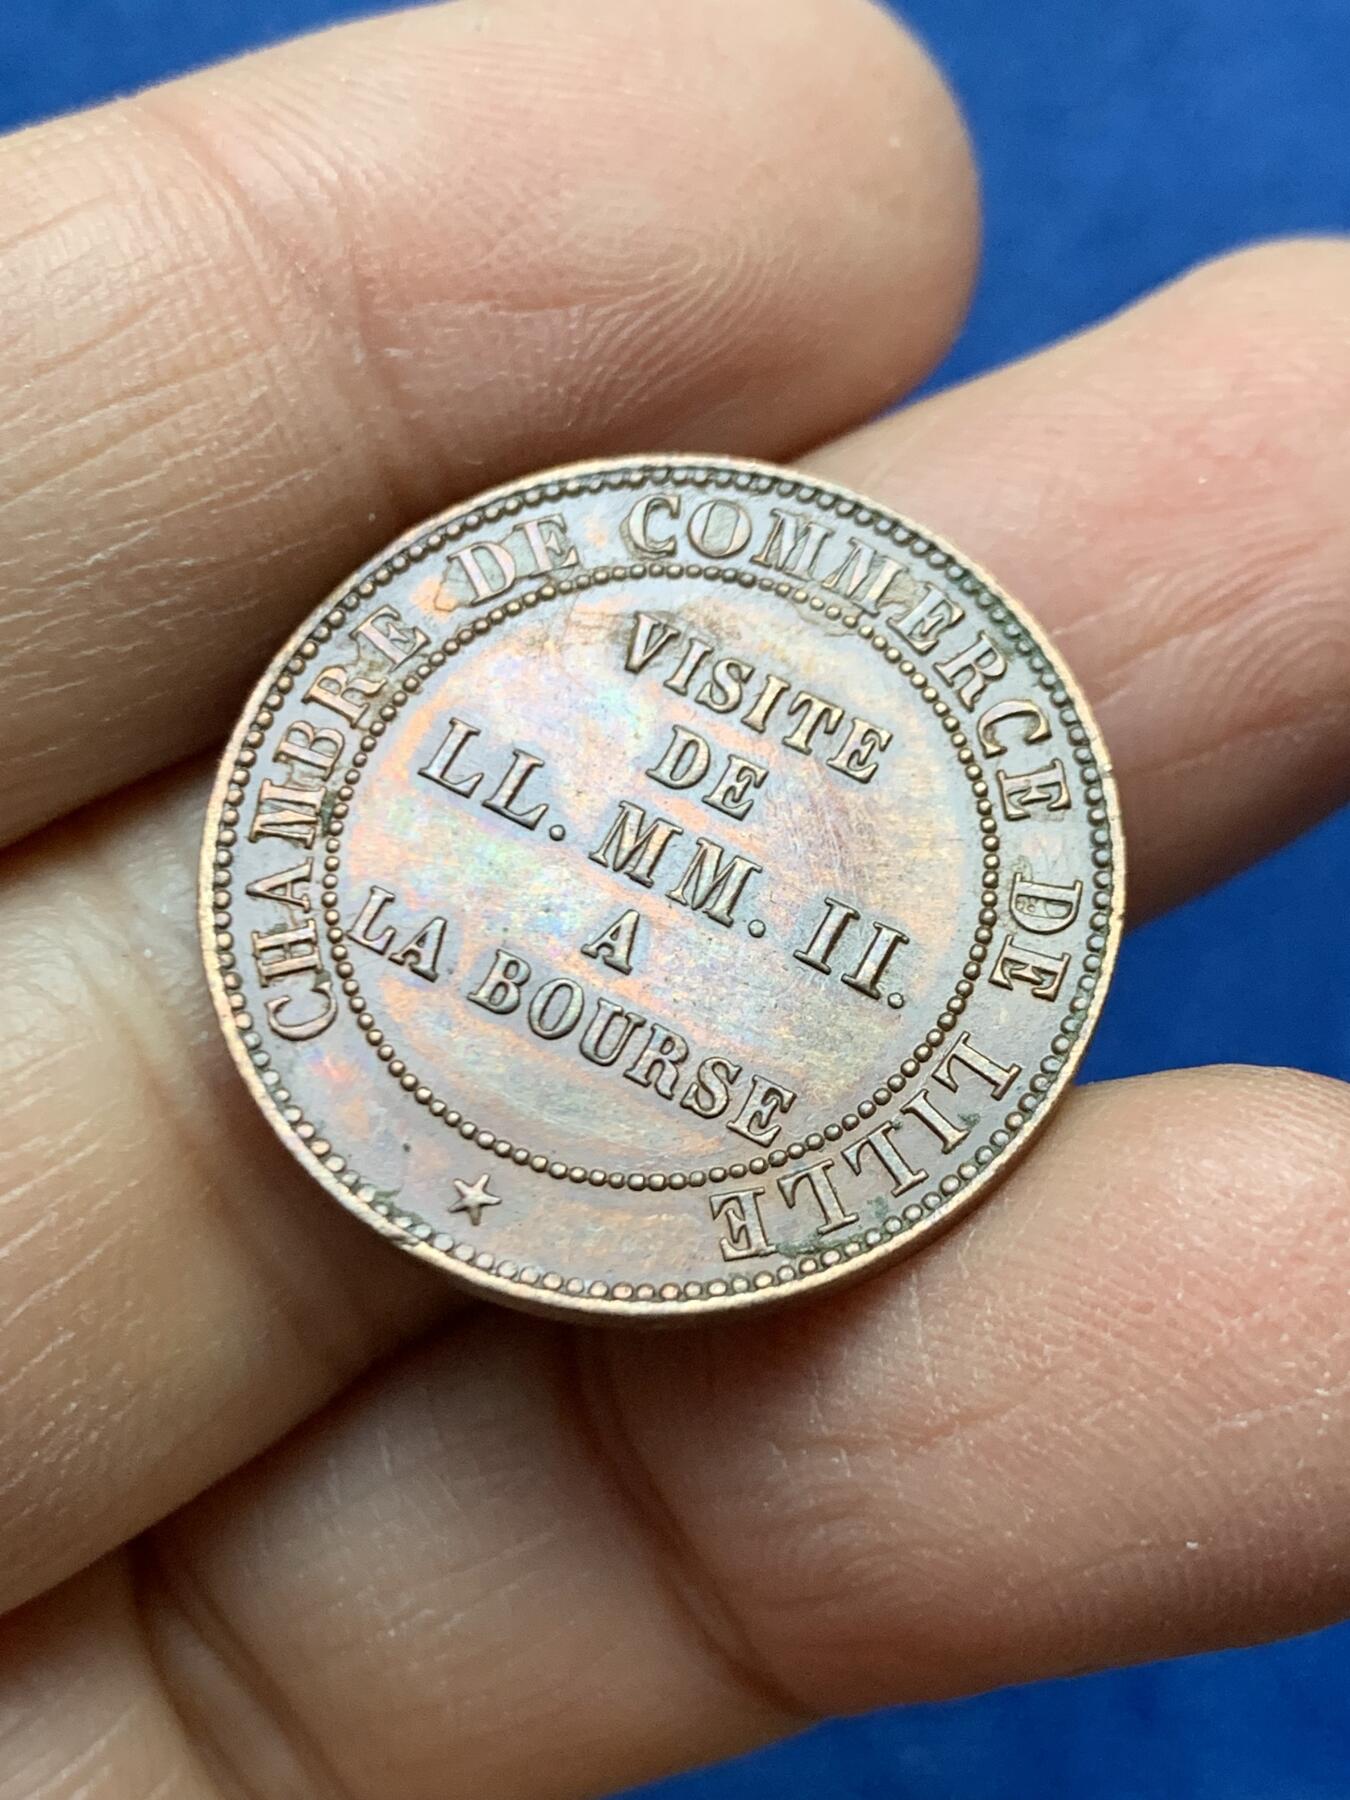 CHAMBRE DE COMMERCE DE LILLE
VISITE
DE
LL. MM. II.
A
LA BOURSE